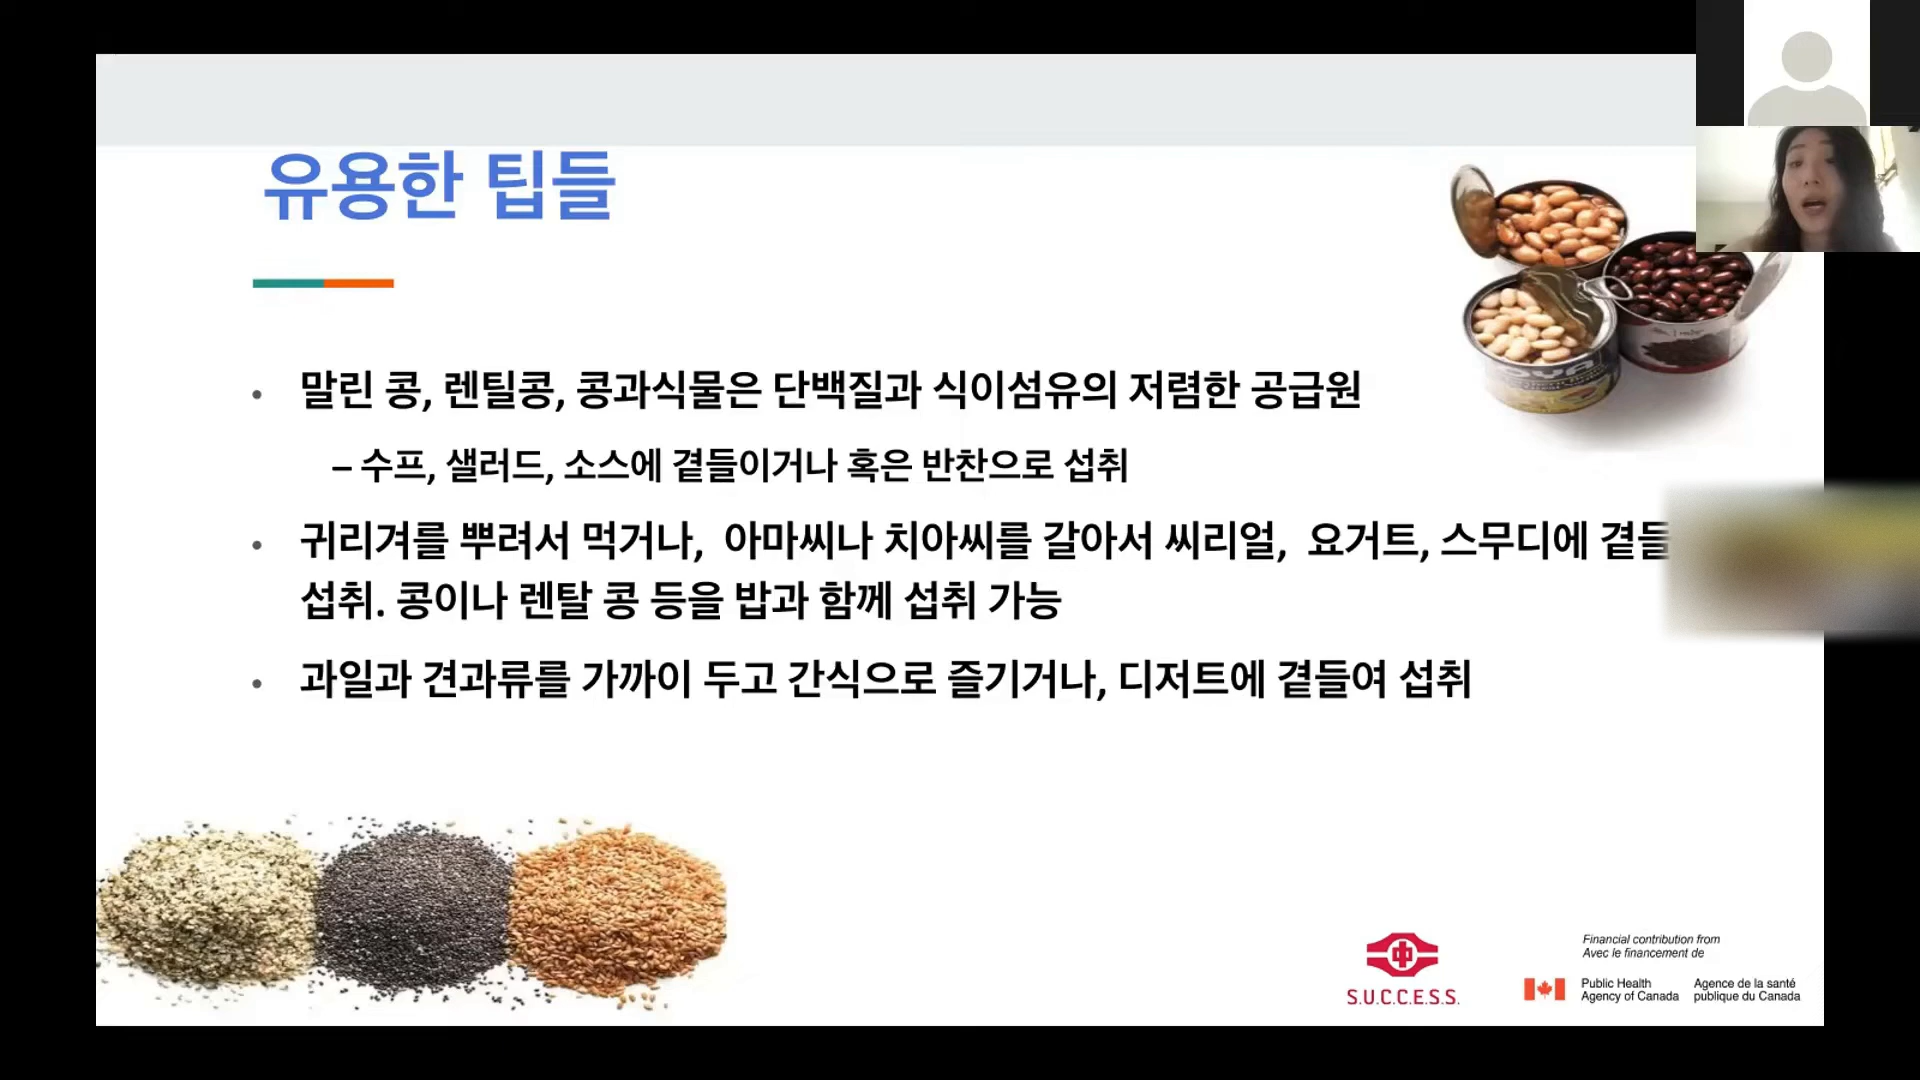 유용한 팁들
• 말린 콩, 렌틸콩, 콩과식물은 단백질과 식이섬유의 저렴한 공급원
– 수프, 샐러드, 소스에 곁들이거나 혹은 반찬으로 섭취
• 귀리겨를 뿌려서 먹거나, 아마씨나 치아씨를 갈아서 씨리얼, 요거트, 스무디에 곁들
섭취. 콩이나 렌탈 콩 등을 밥과 함께 섭취 가능
• 과일과 견과류를 가까이 두고 간식으로 즐기거나, 디저트에 곁들여 섭취
S.U.C.C.E.S.S.
Financial contribution from
Avec le financement de
Public Health Agence de la santé
Agency of Canada publique du Canada